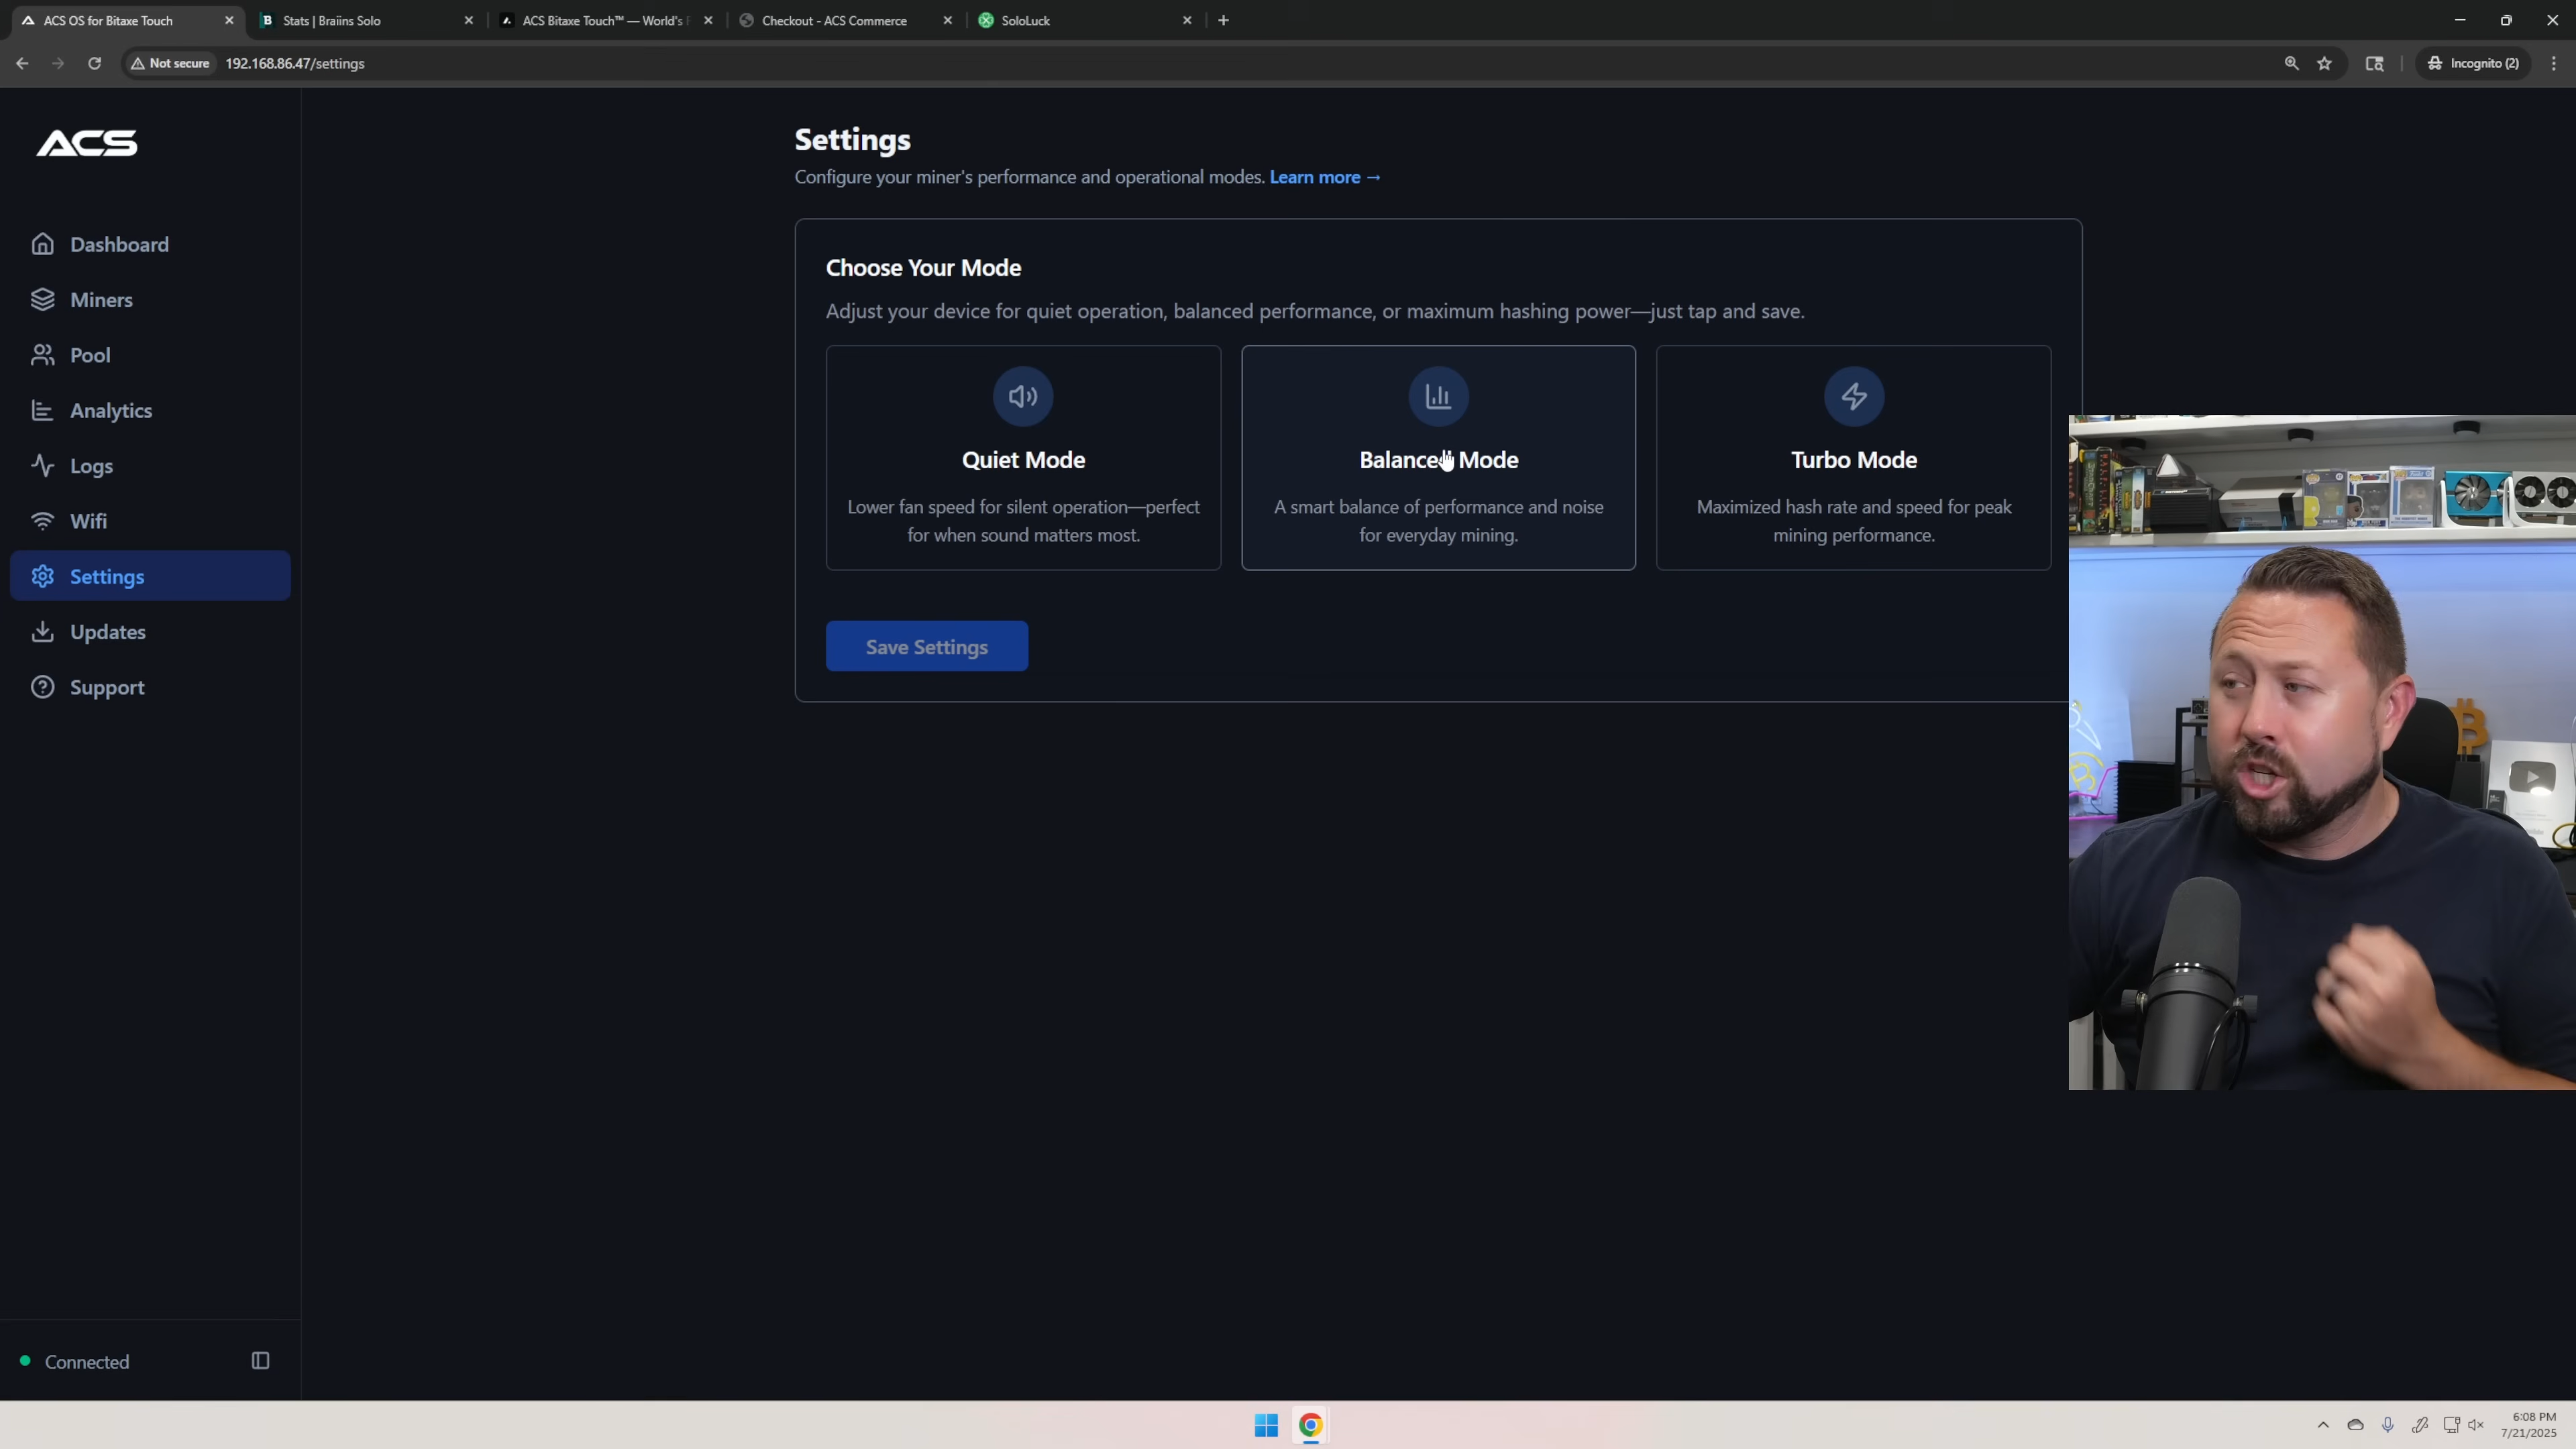 ACS OS for Bitaxe Touch
Stats | Braiins Solo
ACS Bitaxe Touch™ — World's F
Checkout - ACS Commerce
SoloLuck
Not secure
192.168.86.47/settings
Incognito (2)
ACS
Dashboard
Miners
Pool
Analytics
Logs
Wifi
Settings
Updates
Support
Connected
Settings
Configure your miner's performance and operational modes. Learn more →
Choose Your Mode
Adjust your device for quiet operation, balanced performance, or maximum hashing power—just tap and save.
Quiet Mode
Lower fan speed for silent operation—perfect
for when sound matters most.
Balanced Mode
A smart balance of performance and noise
for everyday mining.
Turbo Mode
Maximized hash rate and speed for peak
mining performance.
Save Settings
6:08 PM
7/21/2025